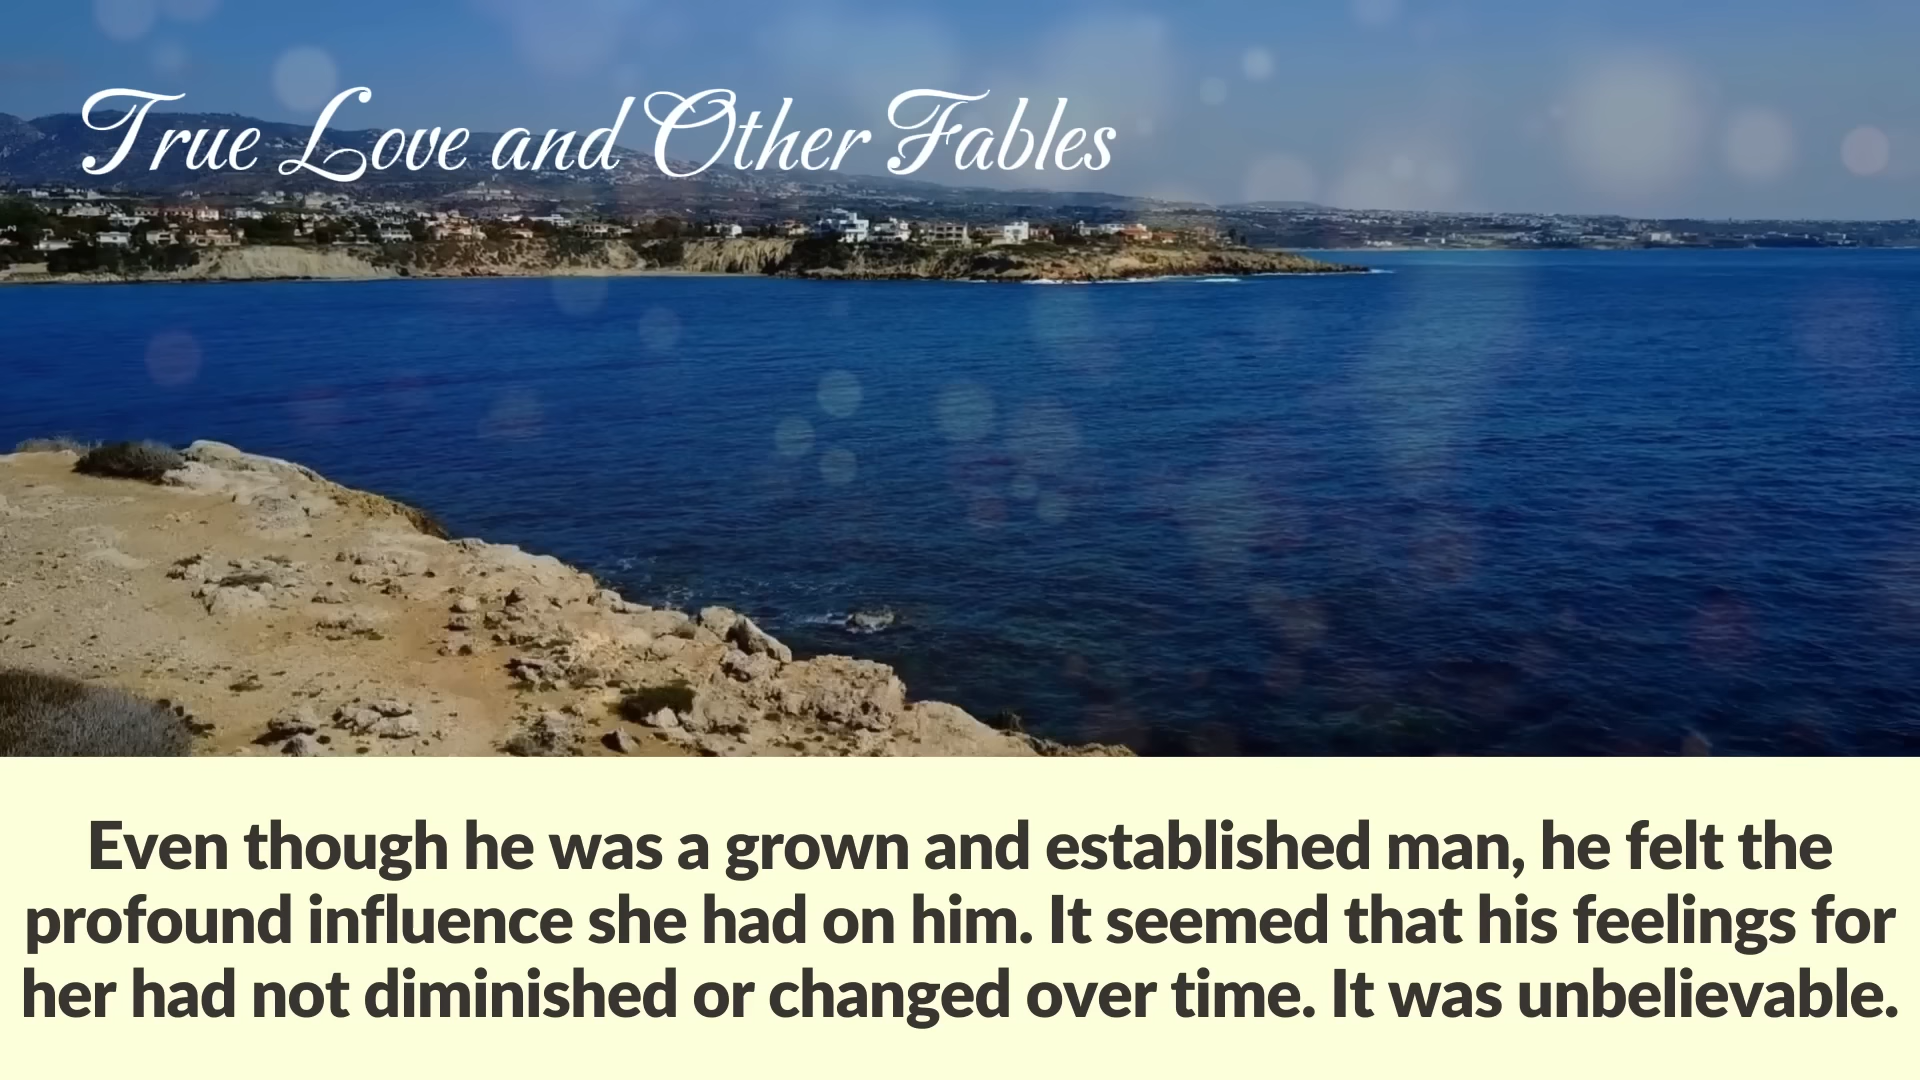 True Love and Other Fables
Even though he was a grown and established man, he felt the
profound influence she had on him. It seemed that his feelings for
her had not diminished or changed over time. It was unbelievable.